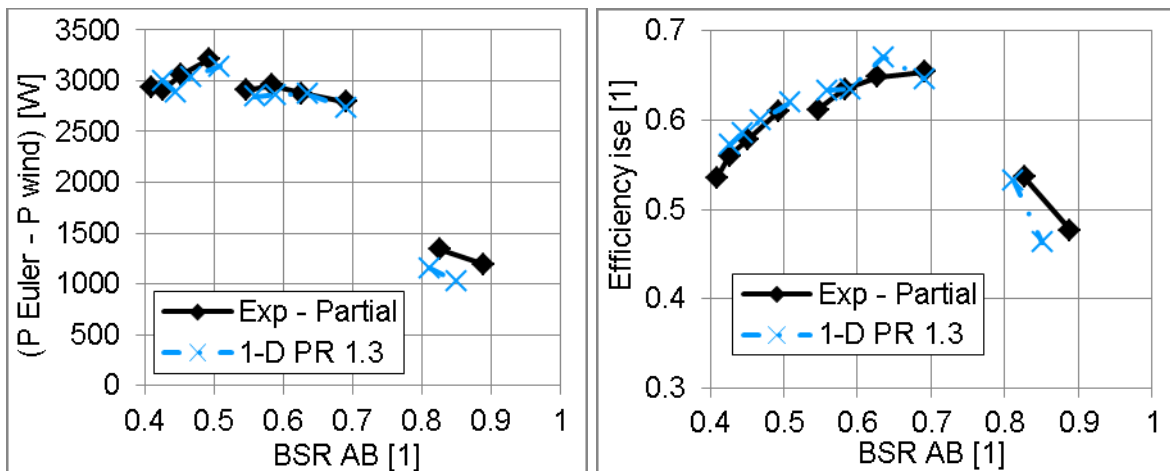 (P Euler - P wind) [W]
3500
3000
2500
2000
1500
1000
500
0
0.4 0.5 0.6 0.7 0.8 0.9 1
BSR AB [1]
Exp - Partial
1-D PR 1.3
Efficiency ise [1]
0.7
0.6
0.5
0.4
0.3
0.4 0.5 0.6 0.7 0.8 0.9 1
BSR AB [1]
Exp - Partial
1-D PR 1.3